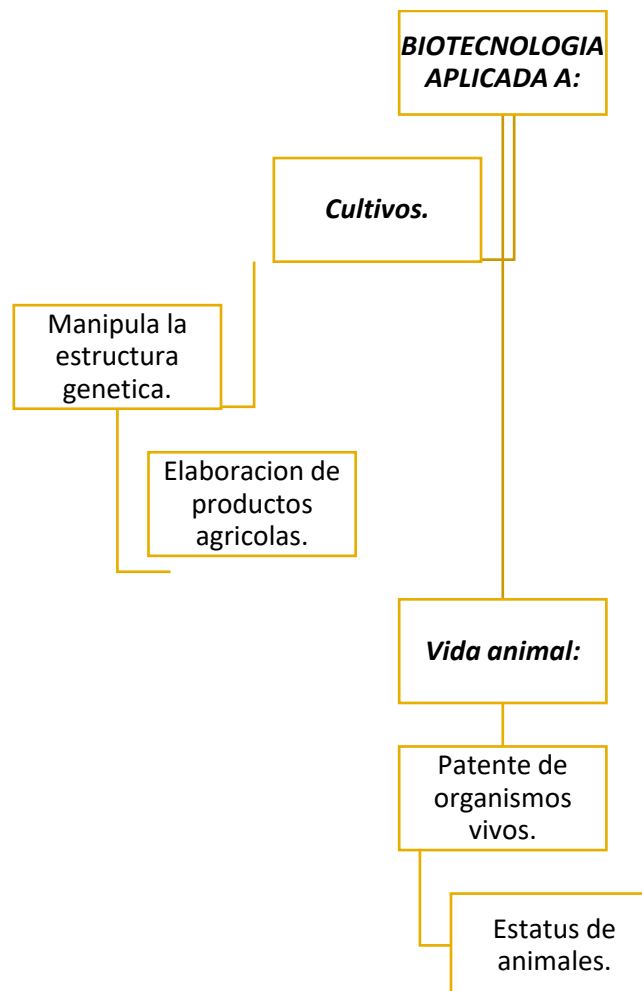 BIOTECNOLOGIA
APLICADA A:
Cultivos.
Manipula la
estructura
genetica.
Elaboracion de
productos
agricolas.
Vida animal:
Patente de
organismos
vivos.
Estatus de
animales.